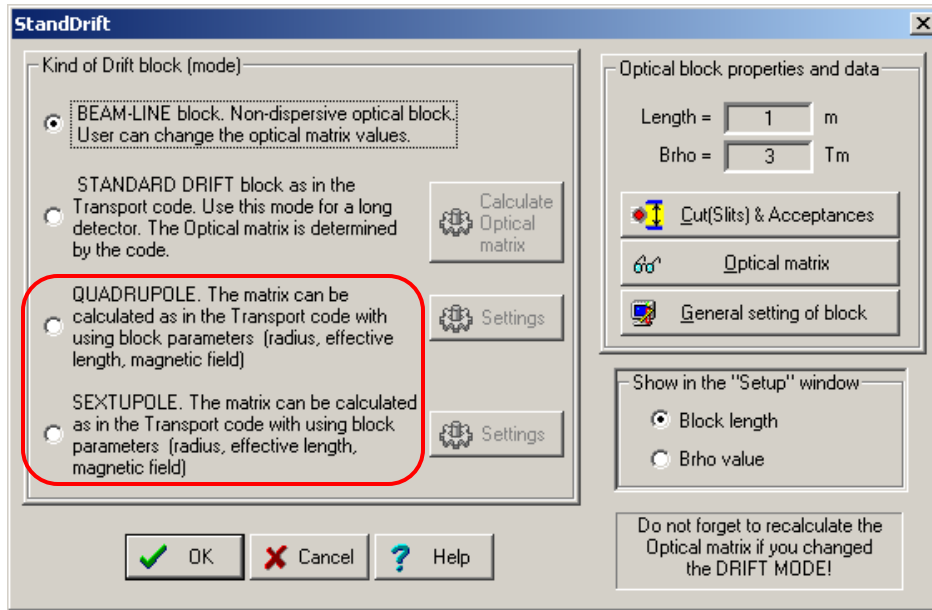 StandDrift
Kind of Drift block (mode)
BEAM-LINE block. Non-dispersive optical block.
User can change the optical matrix values.
STANDARD DRIFT block as in the
Transport code. Use this mode for a long
detector. The Optical matrix is determined
by the code.
Calculate
Optical
matrix
QUADRUPOLE. The matrix can be
calculated as in the Transport code with
using block parameters (radius, effective
length, magnetic field)
Settings
SEXTUPOLE. The matrix can be calculated
as in the Transport code with using block
parameters (radius, effective length,
magnetic field)
Settings
OK
Cancel
? Help
Optical block properties and data
Length = 1 m
Brho = 3 Tm
Cut(Slits) & Acceptances
Optical matrix
General setting of block
Show in the "Setup" window
Block length
Brho value
Do not forget to recalculate the
Optical matrix if you changed
the DRIFT MODE!